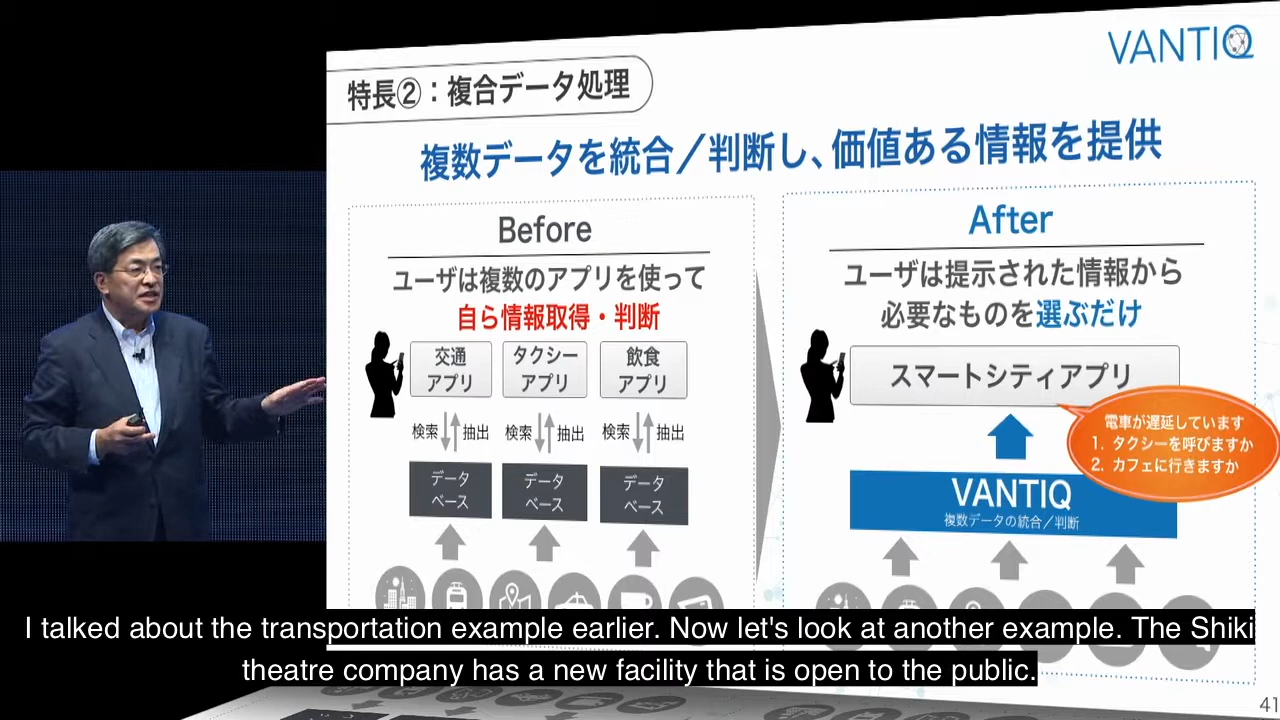 VANTIQ
特長②：複合データ処理
複数データを統合／判断し、価値ある情報を提供
Before
ユーザは複数のアプリを使って
自ら情報取得・判断
交通
アプリ
タクシー
アプリ
飲食
アプリ
検索
抽出
検索
抽出
検索
抽出
データ
ベース
データ
ベース
データ
ベース
After
ユーザは提示された情報から
必要なものを選ぶだけ
スマートシティアプリ
電車が遅延しています
1. タクシーを呼びますか
2. カフェに行きますか
VANTIQ
複数データの統合／判断
I talked about the transportation example earlier. Now let's look at another example. The Shiki
theatre company has a new facility that is open to the public.
41